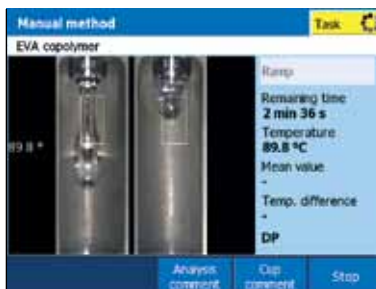 Manual method
Task
EVA copolymer
89.8 °
Ramp
Remaining time
2 min 36 s
Temperature
89.8 °C
Mean value
-
Temp. difference
-
DP
Analysis
comment
Cup
comment
Stop